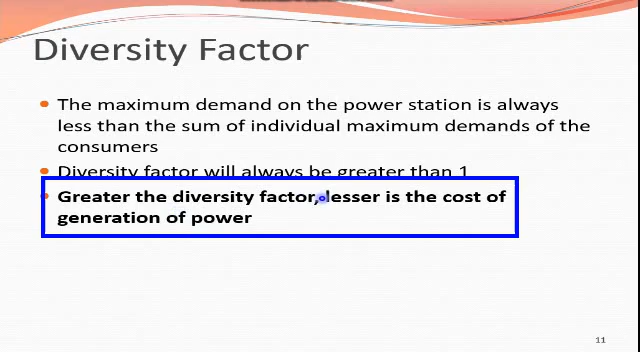 Diversity Factor
The maximum demand on the power station is always
less than the sum of individual maximum demands of the
consumers
Diversity factor will always be greater than 1
Greater the diversity factor, lesser is the cost of
generation of power
11